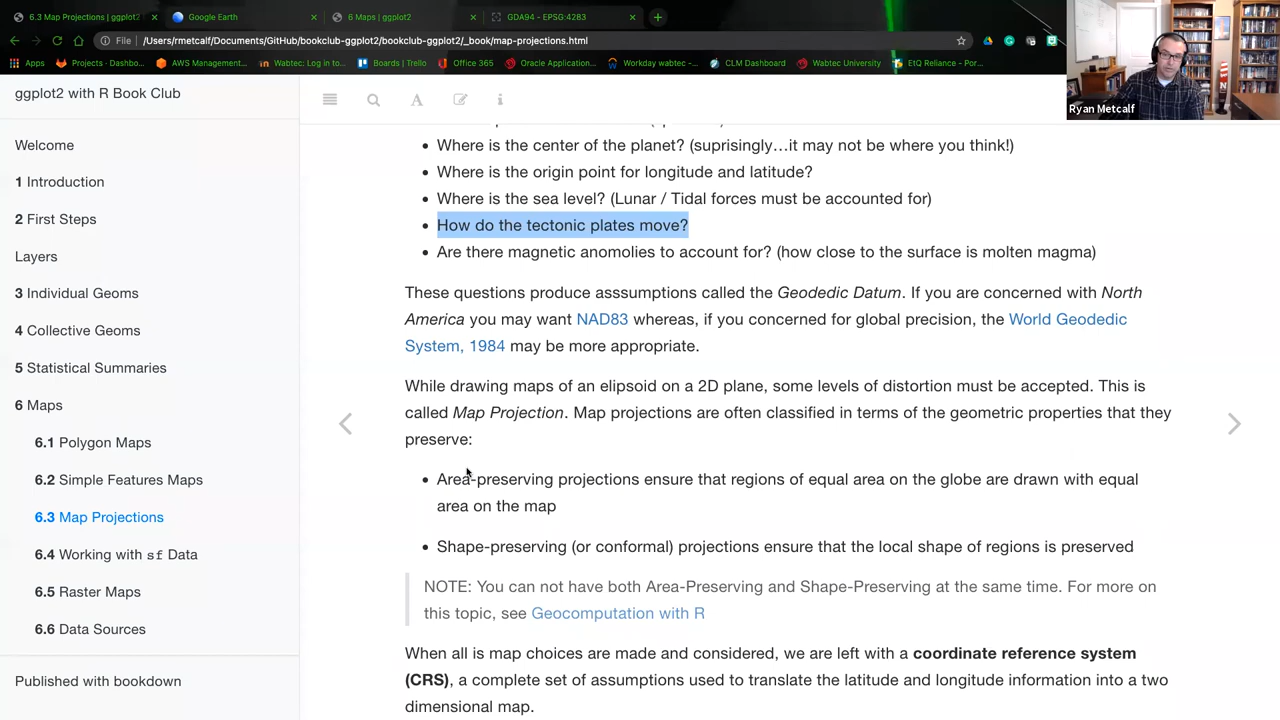 6.3 Map Projections | ggplot2
Google Earth
6 Maps | ggplot2
GDA94 - EPSG:4283
File
/Users/rmetcalf/Documents/GitHub/bookclub-ggplot2/bookclub-ggplot2/_book/map-projections.html
Apps
Projects · Dashbo...
AWS Management...
Wabtec: Log in to...
Boards | Trello
Office 365
Oracle Application...
Workday wabtec -...
CLM Dashboard
Wabtec University
EtQ Reliance - Por...
Ryan Metcalf
ggplot2 with R Book Club
Welcome
1 Introduction
2 First Steps
Layers
3 Individual Geoms
4 Collective Geoms
5 Statistical Summaries
6 Maps
6.1 Polygon Maps
6.2 Simple Features Maps
6.3 Map Projections
6.4 Working with sf Data
6.5 Raster Maps
6.6 Data Sources
Published with bookdown
Where is the center of the planet? (suprisingly…it may not be where you think!)
Where is the origin point for longitude and latitude?
Where is the sea level? (Lunar / Tidal forces must be accounted for)
How do the tectonic plates move?
Are there magnetic anomolies to account for? (how close to the surface is molten magma)
These questions produce asssumptions called the Geodedic Datum. If you are concerned with North
America you may want NAD83 whereas, if you concerned for global precision, the World Geodedic
System, 1984 may be more appropriate.
While drawing maps of an elipsoid on a 2D plane, some levels of distortion must be accepted. This is
called Map Projection. Map projections are often classified in terms of the geometric properties that they
preserve:
Area-preserving projections ensure that regions of equal area on the globe are drawn with equal
area on the map
Shape-preserving (or conformal) projections ensure that the local shape of regions is preserved
NOTE: You can not have both Area-Preserving and Shape-Preserving at the same time. For more on
this topic, see Geocomputation with R
When all is map choices are made and considered, we are left with a coordinate reference system
(CRS), a complete set of assumptions used to translate the latitude and longitude information into a two
dimensional map.